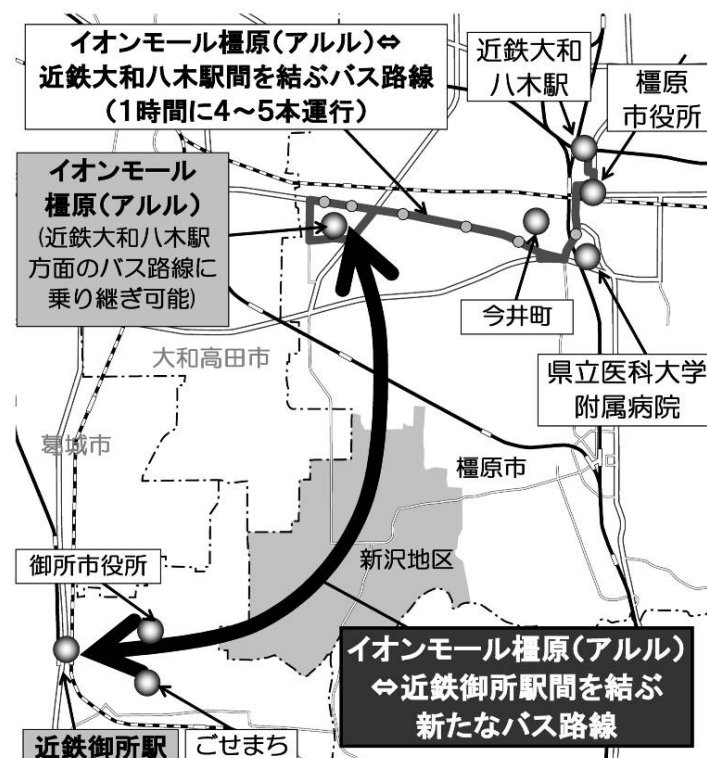 イオンモール橿原(アルル)⇔
近鉄大和八木駅間を結ぶバス路線
(1時間に4〜5本運行)
近鉄大和
八木駅
橿原
市役所
イオンモール
橿原(アルル)
(近鉄大和八木駅
方面のバス路線に
乗り継ぎ可能)
今井町
県立医科大学
附属病院
大和高田市
葛城市
橿原市
新沢地区
御所市役所
イオンモール橿原(アルル)
⇔近鉄御所駅間を結ぶ
新たなバス路線
近鉄御所駅
ごせまち